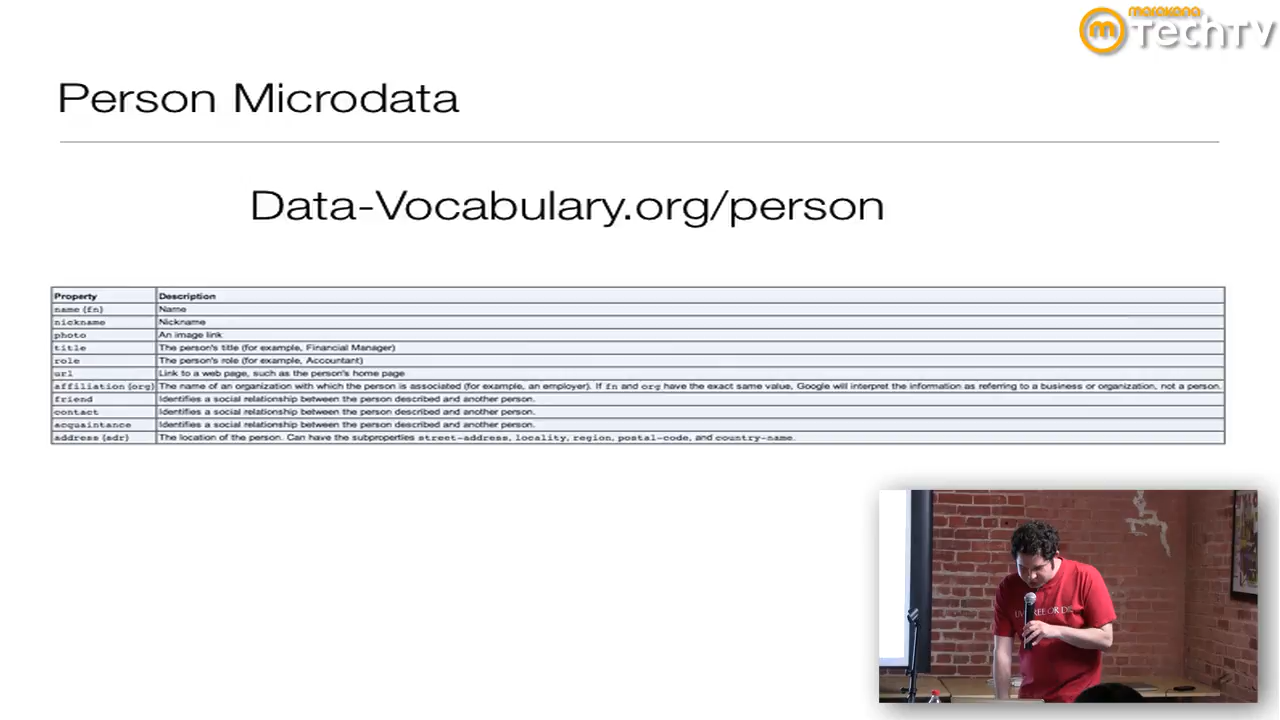 marakana
m TechTV
Person Microdata
Data-Vocabulary.org/person
Property Description
name (fn) Name
nickname Nickname
photo An image link
title The person's title (for example, Financial Manager)
role The person's role (for example, Accountant)
url Link to a web page, such as the person's home page
affiliation (org) The name of an organization with which the person is associated (for example, an employer). If fn and org have the exact same value, Google will interpret the information as referring to a business or organization, not a person.
friend Identifies a social relationship between the person described and another person.
contact Identifies a social relationship between the person described and another person.
acquaintance Identifies a social relationship between the person described and another person.
address (adr) The location of the person. Can have the subproperties street-address, locality, region, postal-code, and country-name.
FREE OR DIE